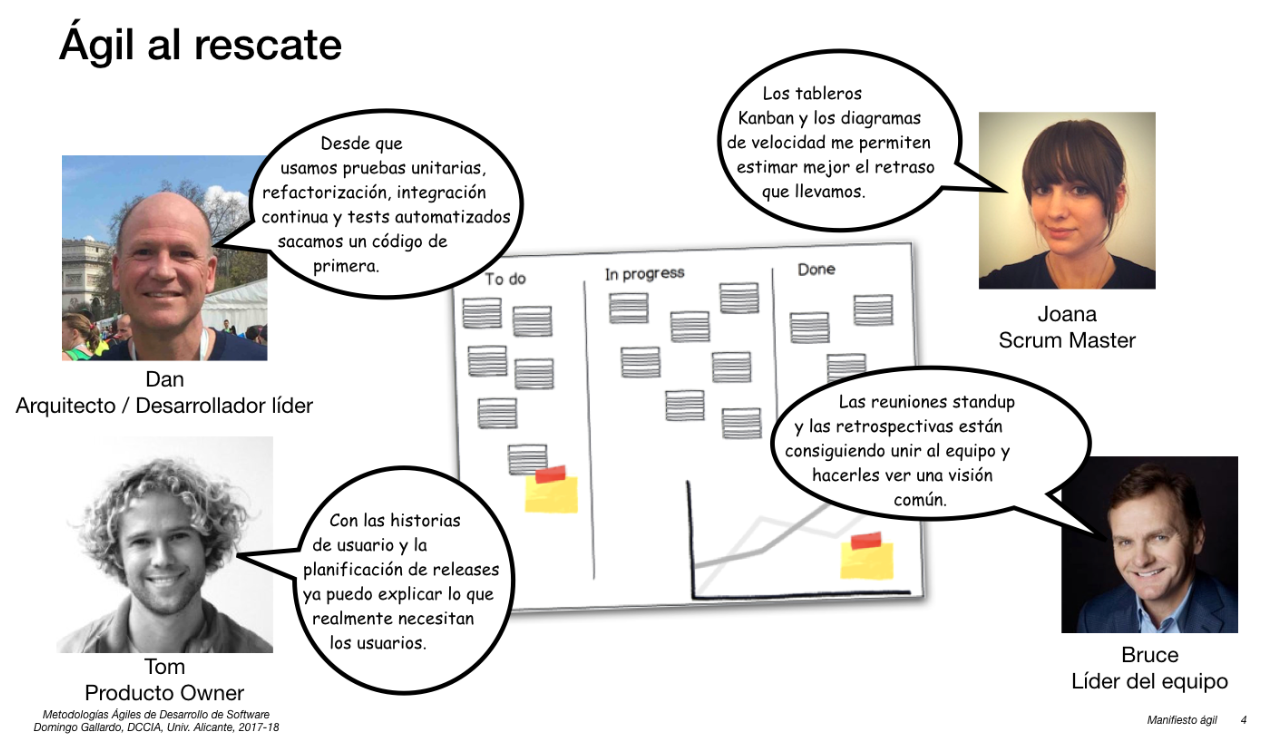 Ágil al rescate
Desde que
usamos pruebas unitarias,
refactorización, integración
continua y tests automatizados
sacamos un código de
primera.
Dan
Arquitecto / Desarrollador líder
Los tableros
Kanban y los diagramas
de velocidad me permiten
estimar mejor el retraso
que llevamos.
Joana
Scrum Master
To do
In progress
Done
Con las historias
de usuario y la
planificación de releases
ya puedo explicar lo que
realmente necesitan
los usuarios.
Tom
Producto Owner
Las reuniones standup
y las retrospectivas están
consiguiendo unir al equipo y
hacerles ver una visión
común.
Bruce
Líder del equipo
Metodologías Ágiles de Desarrollo de Software
Domingo Gallardo, DCCIA, Univ. Alicante, 2017-18
Manifiesto ágil 4